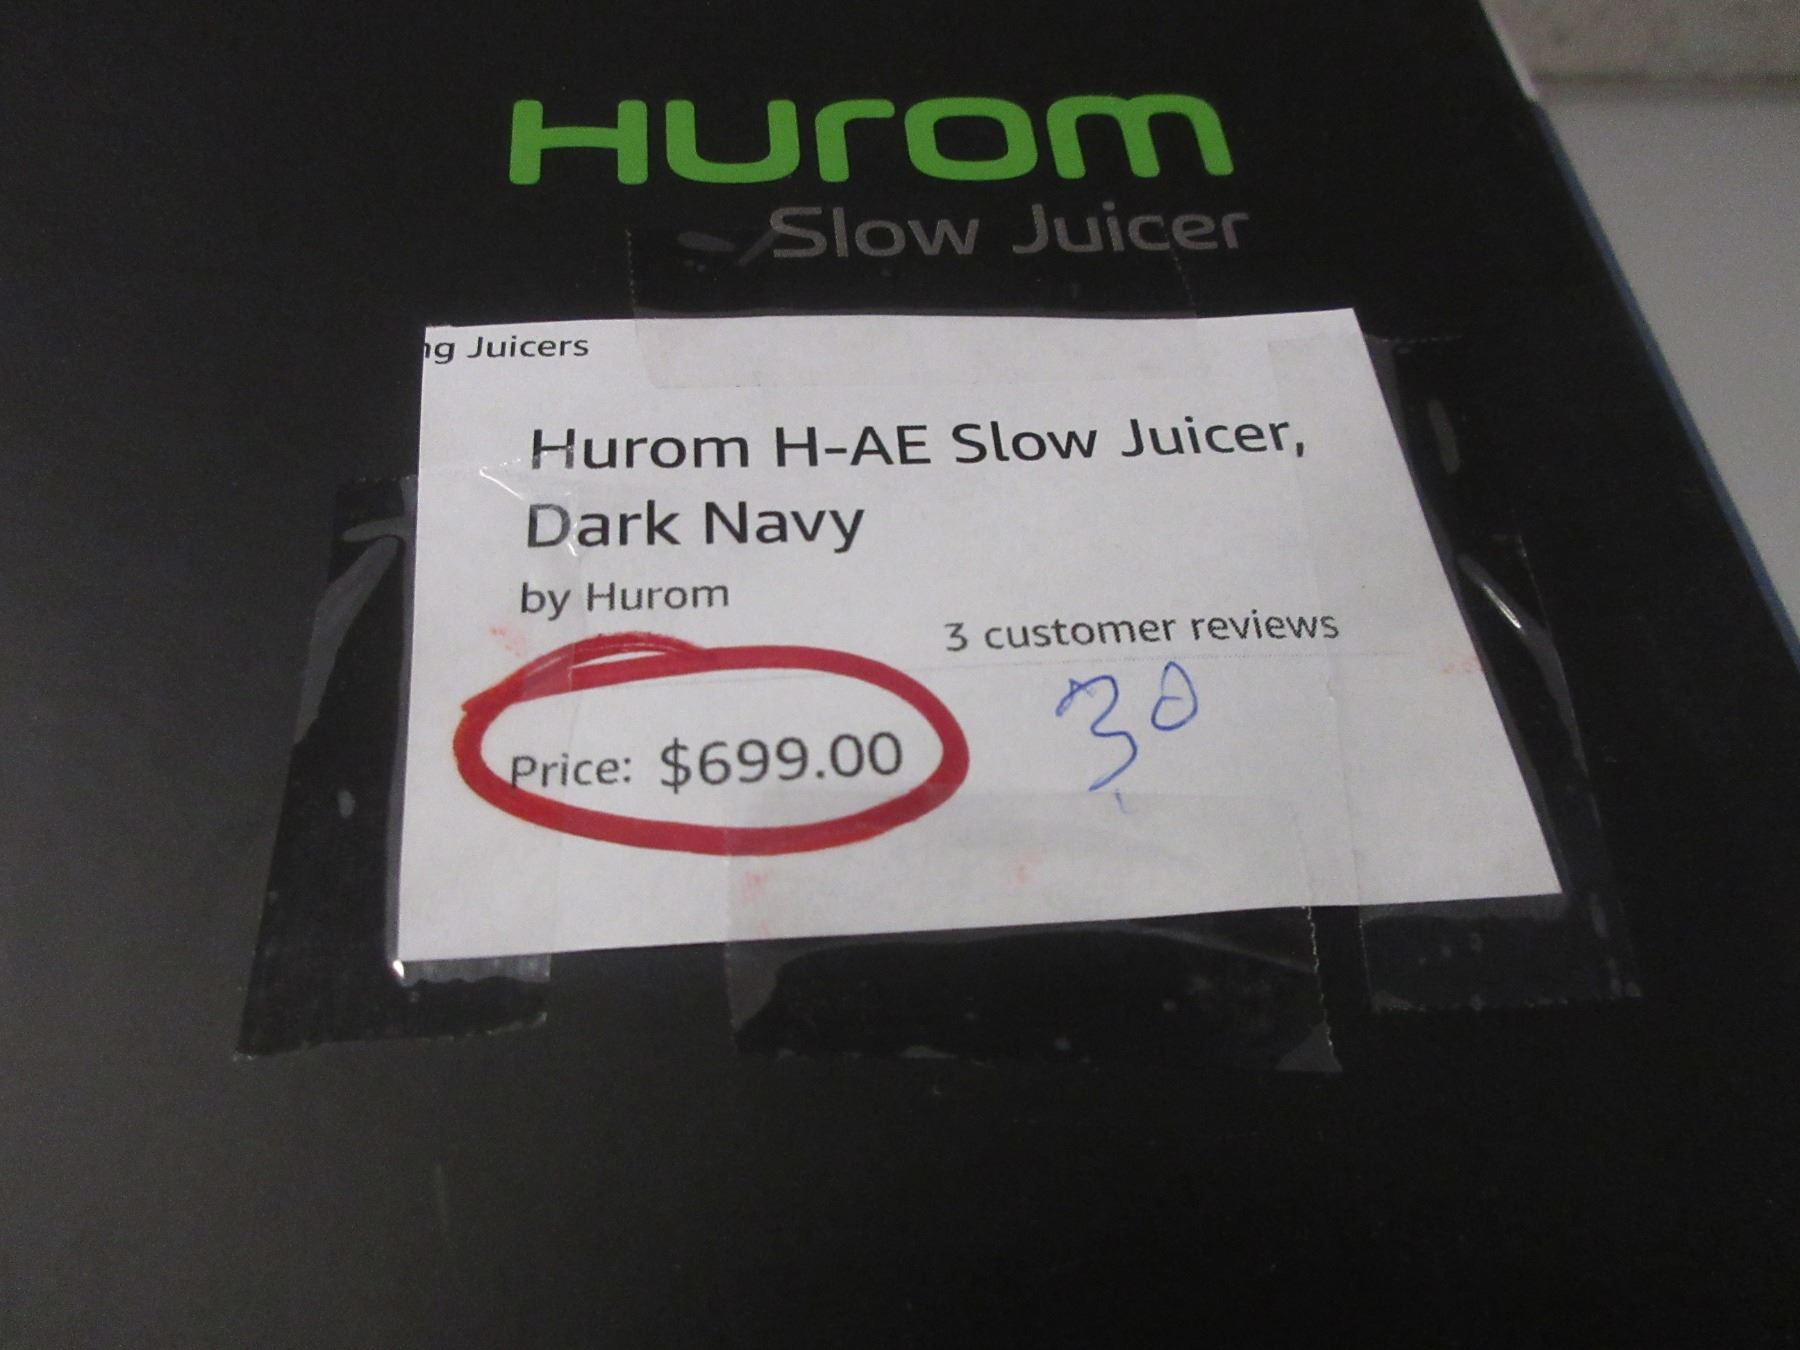 Hurom
Slow Juicer
ng Juicers
Hurom H-AE Slow Juicer,
Dark Navy
by Hurom
3 customer reviews
Price: $699.00
30